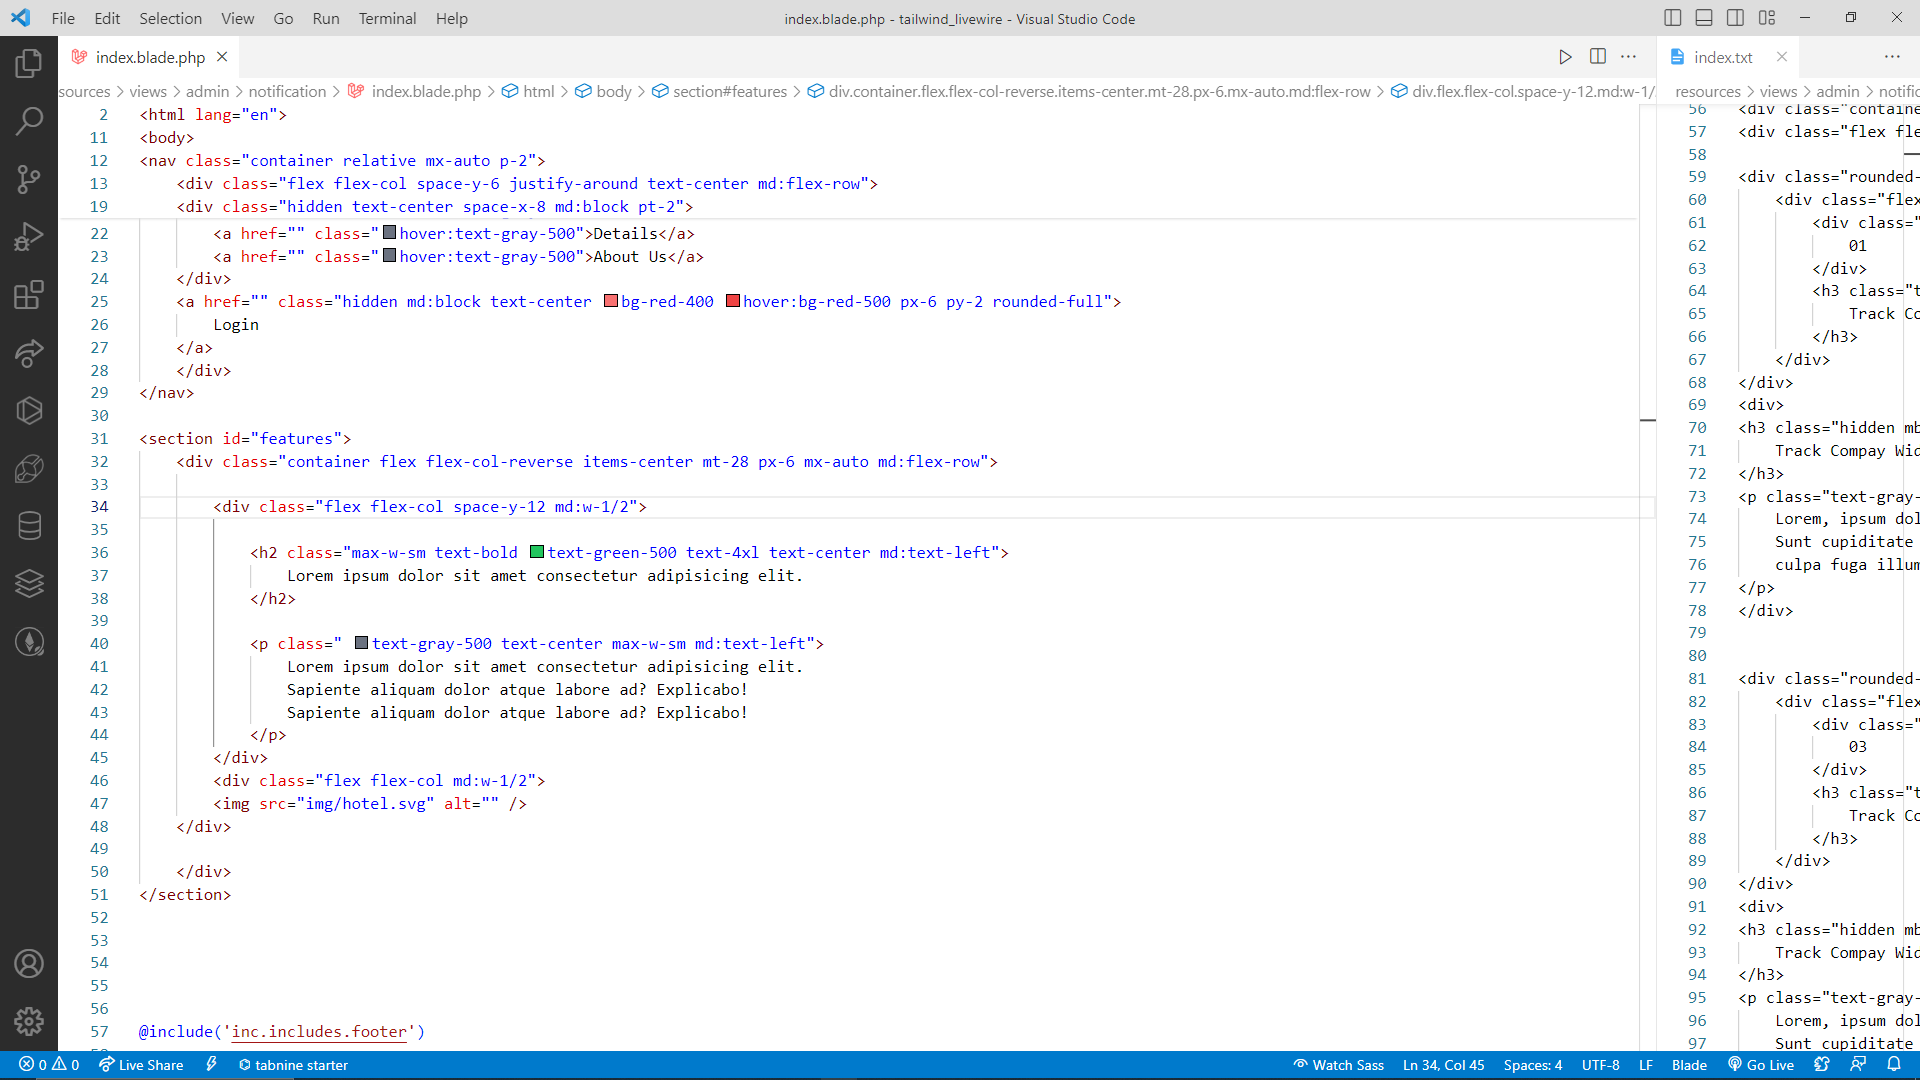 File Edit Selection View Go Run Terminal Help
index.blade.php - tailwind_livewire - Visual Studio Code
index.blade.php
sources > views > admin > notification > index.blade.php > html > body > section#features > div.container.flex.flex-col-reverse.items-center.mt-28.px-6.mx-auto.md:flex-row > div.flex.flex-col.space-y-12.md:w-1/
2 <html lang="en">
11 <body>
12 <nav class="container relative mx-auto p-2">
13 <div class="flex flex-col space-y-6 justify-around text-center md:flex-row">
19 <div class="hidden text-center space-x-8 md:block pt-2">
22 <a href="" class="hover:text-gray-500">Details</a>
23 <a href="" class="hover:text-gray-500">About Us</a>
24 </div>
25 <a href="" class="hidden md:block text-center bg-red-400 hover:bg-red-500 px-6 py-2 rounded-full">
26 Login
27 </a>
28 </div>
29 </nav>
30
31 <section id="features">
32 <div class="container flex flex-col-reverse items-center mt-28 px-6 mx-auto md:flex-row">
33
34 <div class="flex flex-col space-y-12 md:w-1/2">
35
36 <h2 class="max-w-sm text-bold text-green-500 text-4xl text-center md:text-left">
37 Lorem ipsum dolor sit amet consectetur adipisicing elit.
38 </h2>
39
40 <p class=" text-gray-500 text-center max-w-sm md:text-left">
41 Lorem ipsum dolor sit amet consectetur adipisicing elit.
42 Sapiente aliquam dolor atque labore ad? Explicabo!
43 Sapiente aliquam dolor atque labore ad? Explicabo!
44 </p>
45 </div>
46 <div class="flex flex-col md:w-1/2">
47 <img src="img/hotel.svg" alt="" />
48 </div>
49
50 </div>
51 </section>
52
53
54
55
56
57 @include('inc.includes.footer')
index.txt
resources > views > admin > notific
56 <div class="containe
57 <div class="flex fle
58
59 <div class="rounded-
60 <div class="flex
61 <div class="
62 01
63 </div>
64 <h3 class="t
65 Track Co
66 </h3>
67 </div>
68 </div>
69 <div>
70 <h3 class="hidden mb
71 Track Compay Wid
72 </h3>
73 <p class="text-gray-
74 Lorem, ipsum dol
75 Sunt cupiditate
76 culpa fuga illum
77 </p>
78 </div>
79
80
81 <div class="rounded-
82 <div class="flex
83 <div class="
84 03
85 </div>
86 <h3 class="t
87 Track Co
88 </h3>
89 </div>
90 </div>
91 <div>
92 <h3 class="hidden mb
93 Track Compay Wid
94 </h3>
95 <p class="text-gray-
96 Lorem, ipsum dol
97 Sunt cupiditate
0 0 Live Share tabnine starter Watch Sass Ln 34, Col 45 Spaces: 4 UTF-8 LF Blade Go Live